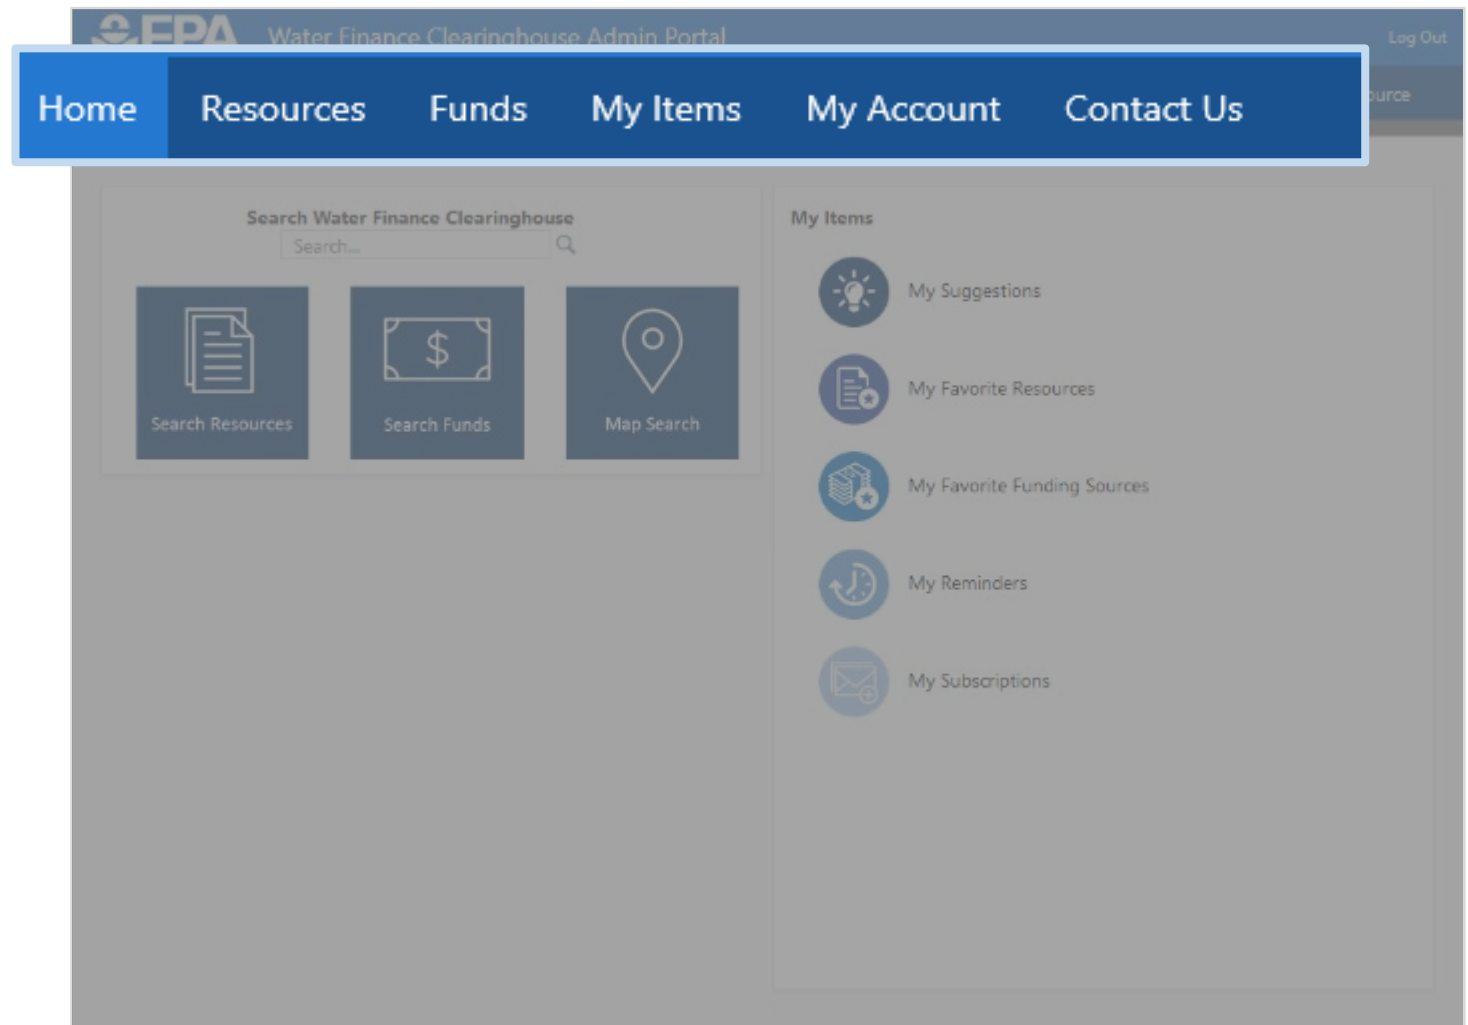 EPA Water Finance Clearinghouse Admin Portal
Log Out
Home Resources Funds My Items My Account Contact Us
Search Water Finance Clearinghouse
Search...
Search Resources
Search Funds
Map Search
My Items
My Suggestions
My Favorite Resources
My Favorite Funding Sources
My Reminders
My Subscriptions